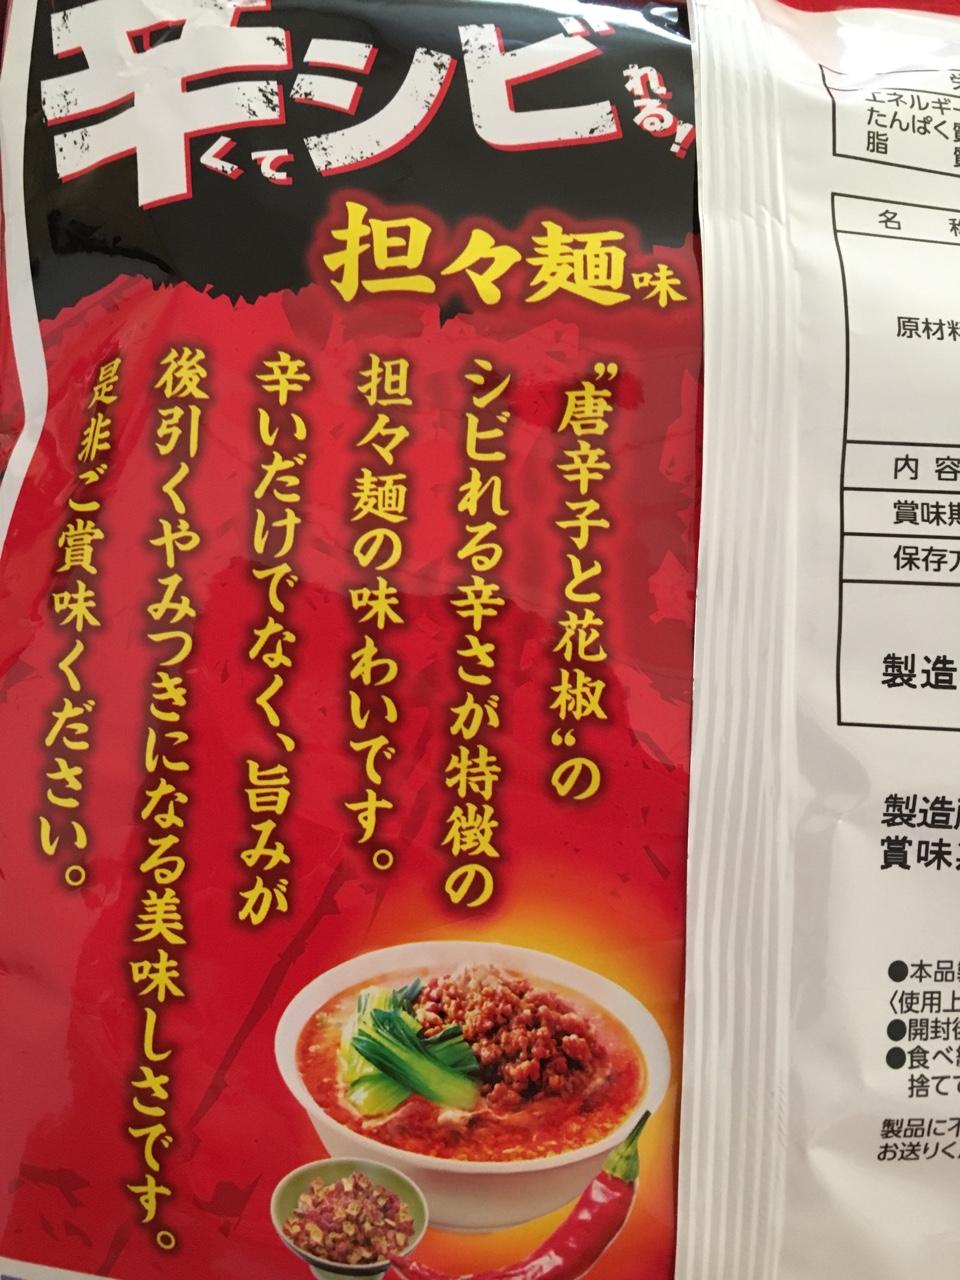 辛くてシビれる!
担々麺味
”唐辛子と花椒“の
シビれる辛さが特徴の
担々麺の味わいです。
辛いだけでなく、旨みが
後引くやみつきになる美味しさです。
是非ご賞味ください。
エネルギー
たんぱく質
脂 質
名 称
原材料
内 容
賞味期
保存方
製造
製造所
賞味期
●本品製
〈使用上
●開封後
●食べ終
捨てて
製品に不
お送りく